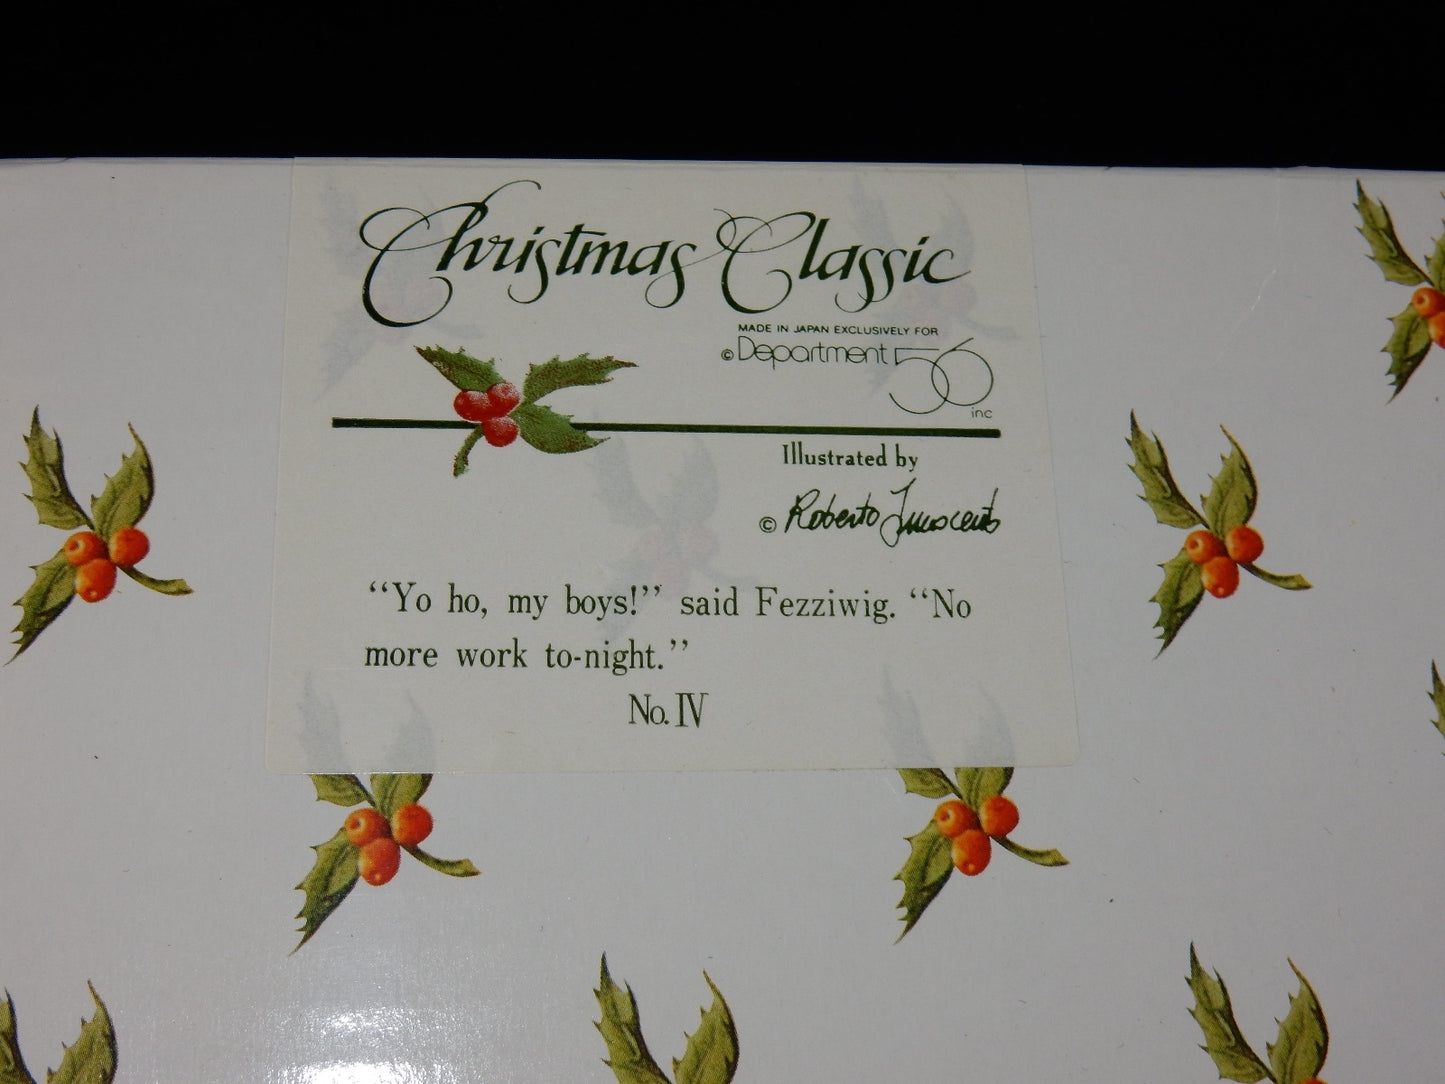 Christmas Classic
MADE IN JAPAN EXCLUSIVELY FOR
© Department 56
inc
Illustrated by
© Roberto Innocenti
“Yo ho, my boys!” said Fezziwig. “No
more work to-night.”
No. IV